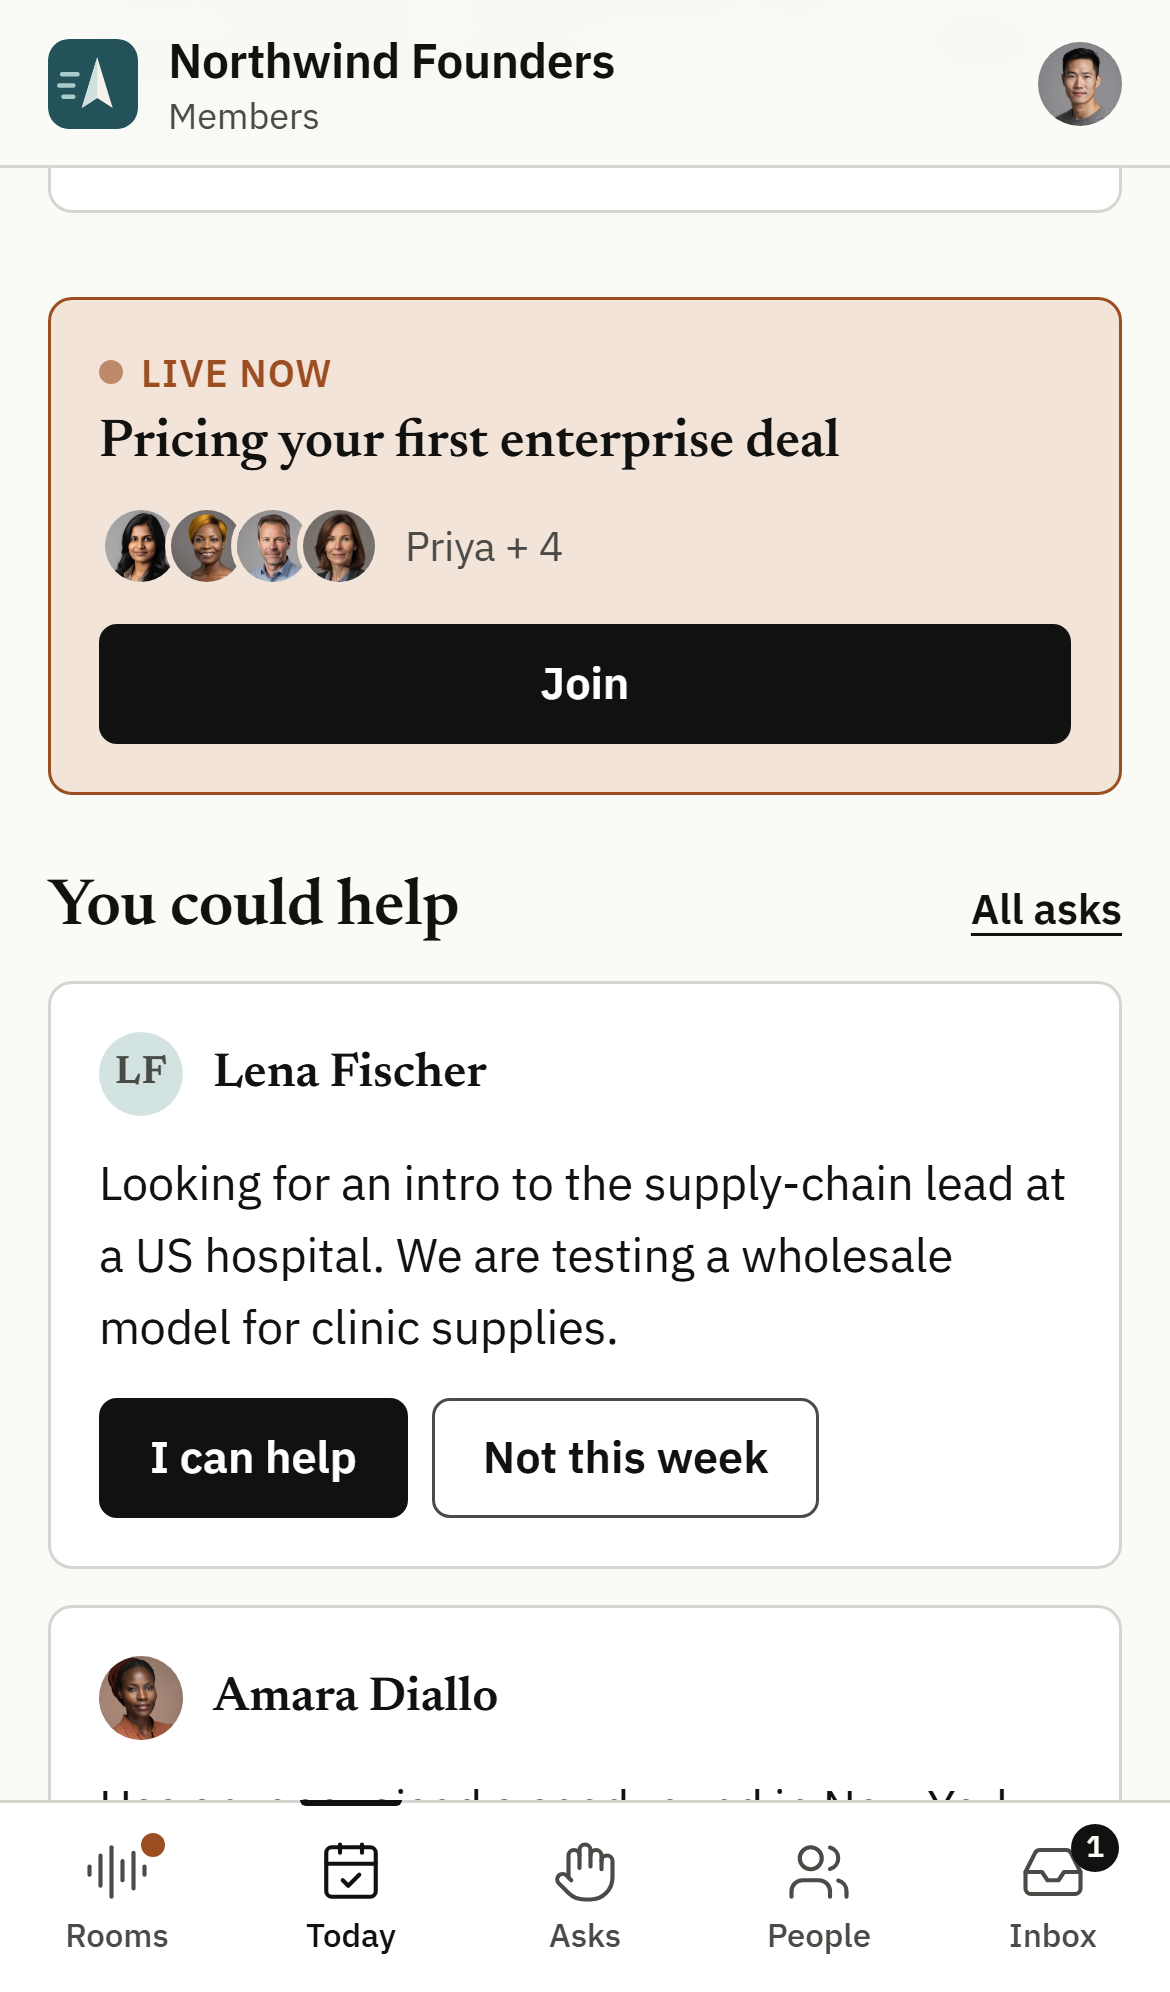 Northwind Founders
Members
LIVE NOW
Pricing your first enterprise deal
Priya + 4
Join
You could help
All asks
LF
Lena Fischer
Looking for an intro to the supply-chain lead at
a US hospital. We are testing a wholesale
model for clinic supplies.
I can help
Not this week
Amara Diallo
1
Rooms
Today
Asks
People
Inbox